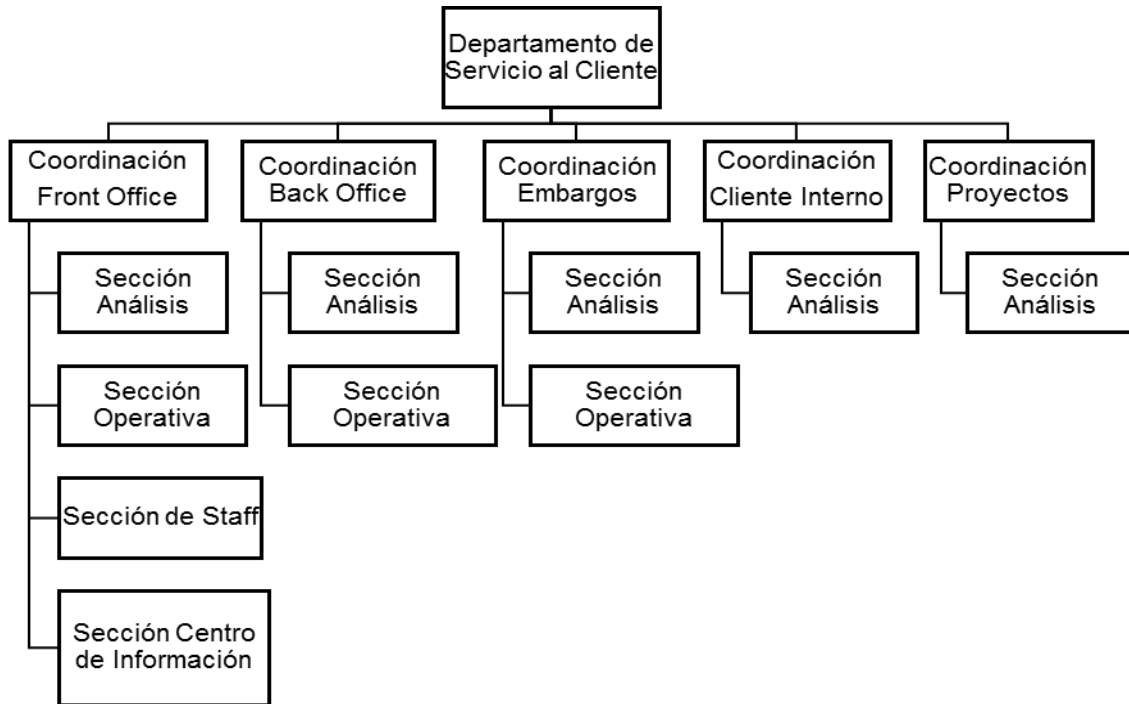 Departamento de
Servicio al Cliente
Coordinación
Front Office
Coordinación
Back Office
Coordinación
Embargos
Coordinación
Cliente Interno
Coordinación
Proyectos
Sección
Análisis
Sección
Análisis
Sección
Análisis
Sección
Análisis
Sección
Análisis
Sección
Operativa
Sección
Operativa
Sección
Operativa
Sección de Staff
Sección Centro
de Información